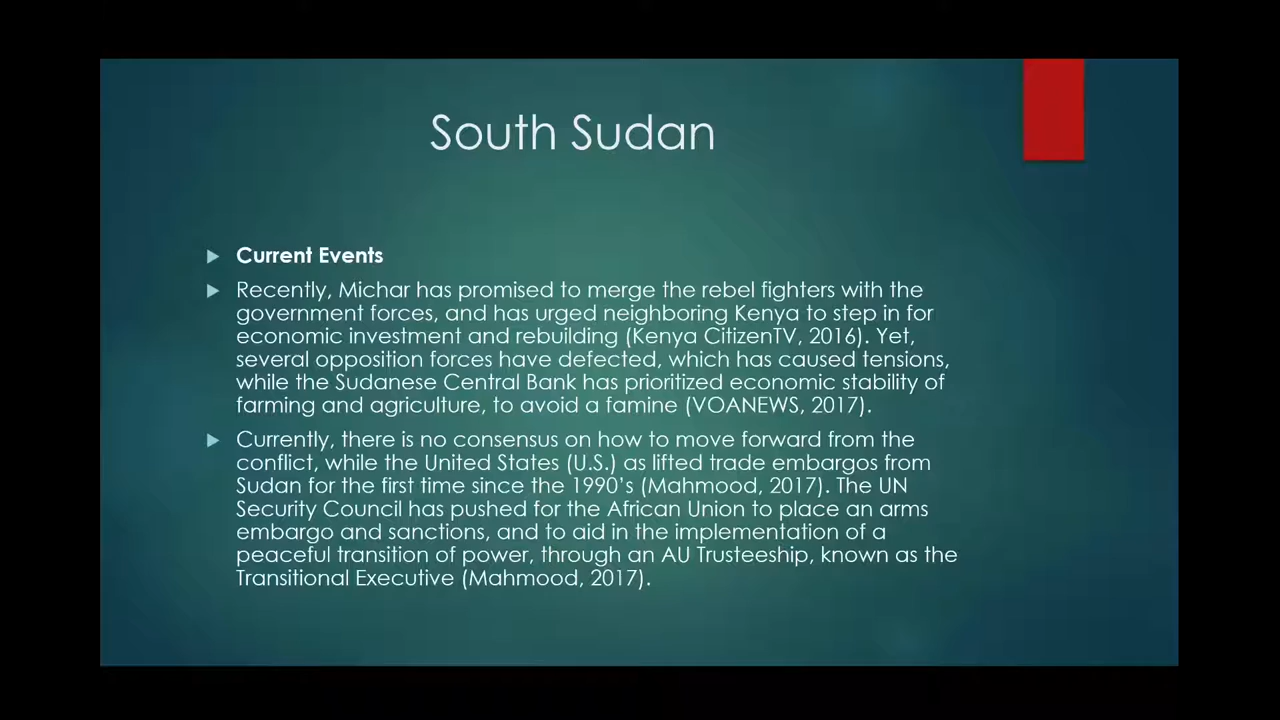 South Sudan
Current Events
Recently, Michar has promised to merge the rebel fighters with the
government forces, and has urged neighboring Kenya to step in for
economic investment and rebuilding (Kenya CitizenTV, 2016). Yet,
several opposition forces have defected, which has caused tensions,
while the Sudanese Central Bank has prioritized economic stability of
farming and agriculture, to avoid a famine (VOANEWS, 2017).
Currently, there is no consensus on how to move forward from the
conflict, while the United States (U.S.) as lifted trade embargos from
Sudan for the first time since the 1990's (Mahmood, 2017). The UN
Security Council has pushed for the African Union to place an arms
embargo and sanctions, and to aid in the implementation of a
peaceful transition of power, through an AU Trusteeship, known as the
Transitional Executive (Mahmood, 2017).